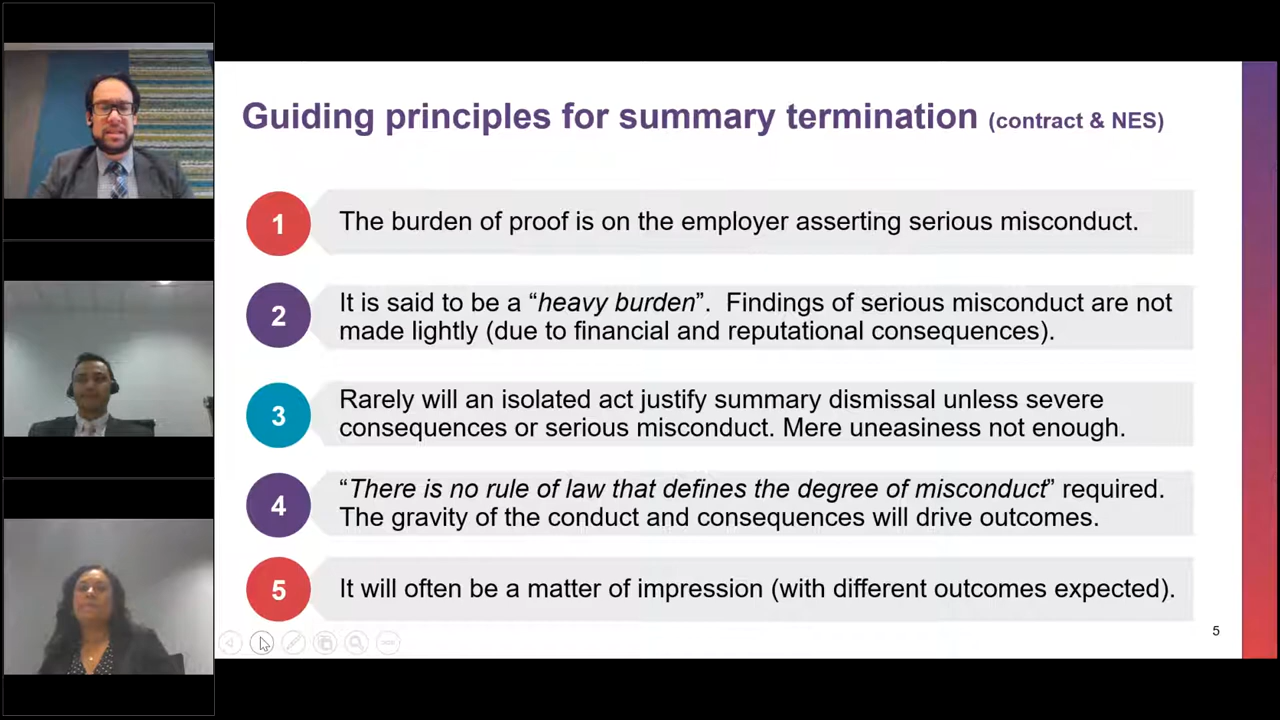 Guiding principles for summary termination (contract & NES)
1
The burden of proof is on the employer asserting serious misconduct.
2
It is said to be a “heavy burden”.  Findings of serious misconduct are not
made lightly (due to financial and reputational consequences).
3
Rarely will an isolated act justify summary dismissal unless severe
consequences or serious misconduct. Mere uneasiness not enough.
4
“There is no rule of law that defines the degree of misconduct” required.
The gravity of the conduct and consequences will drive outcomes.
5
It will often be a matter of impression (with different outcomes expected).
5